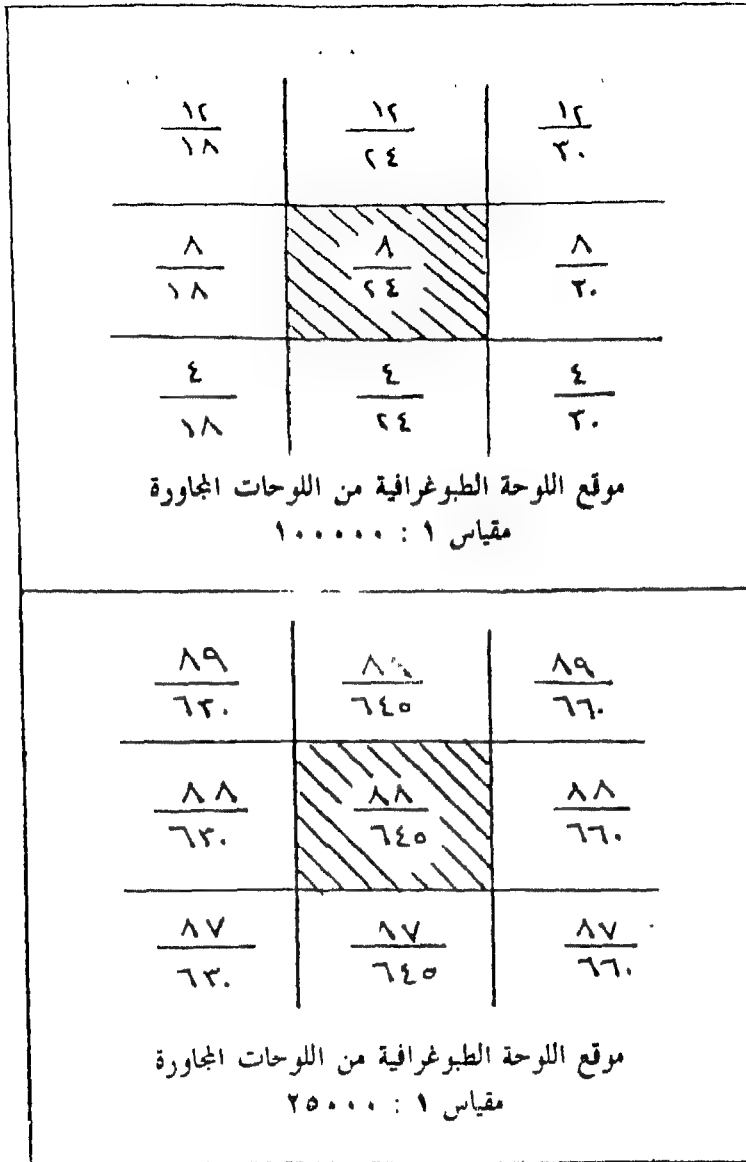 ١٢ ١٢ ١٢
١٨ ٢٤ ٣٠
٨ ٨ ٨
١٨ ٢٤ ٣٠
٤ ٤ ٤
١٨ ٢٤ ٣٠
موقع اللوحة الطبوغرافية من اللوحات المجاورة
مقياس ١ : ١٠٠٠٠٠
٨٩ ٨٩
٦٣٠ ٦٤٥ ٦٦٠
٨٨ ٨٨ ٨٨
٦٣٠ ٦٤٥ ٦٦٠
٨٧ ٨٧ ٨٧
٦٣٠ ٦٤٥ ٦٦٠
موقع اللوحة الطبوغرافية من اللوحات المجاورة
مقياس ١ : ٢٥٠٠٠